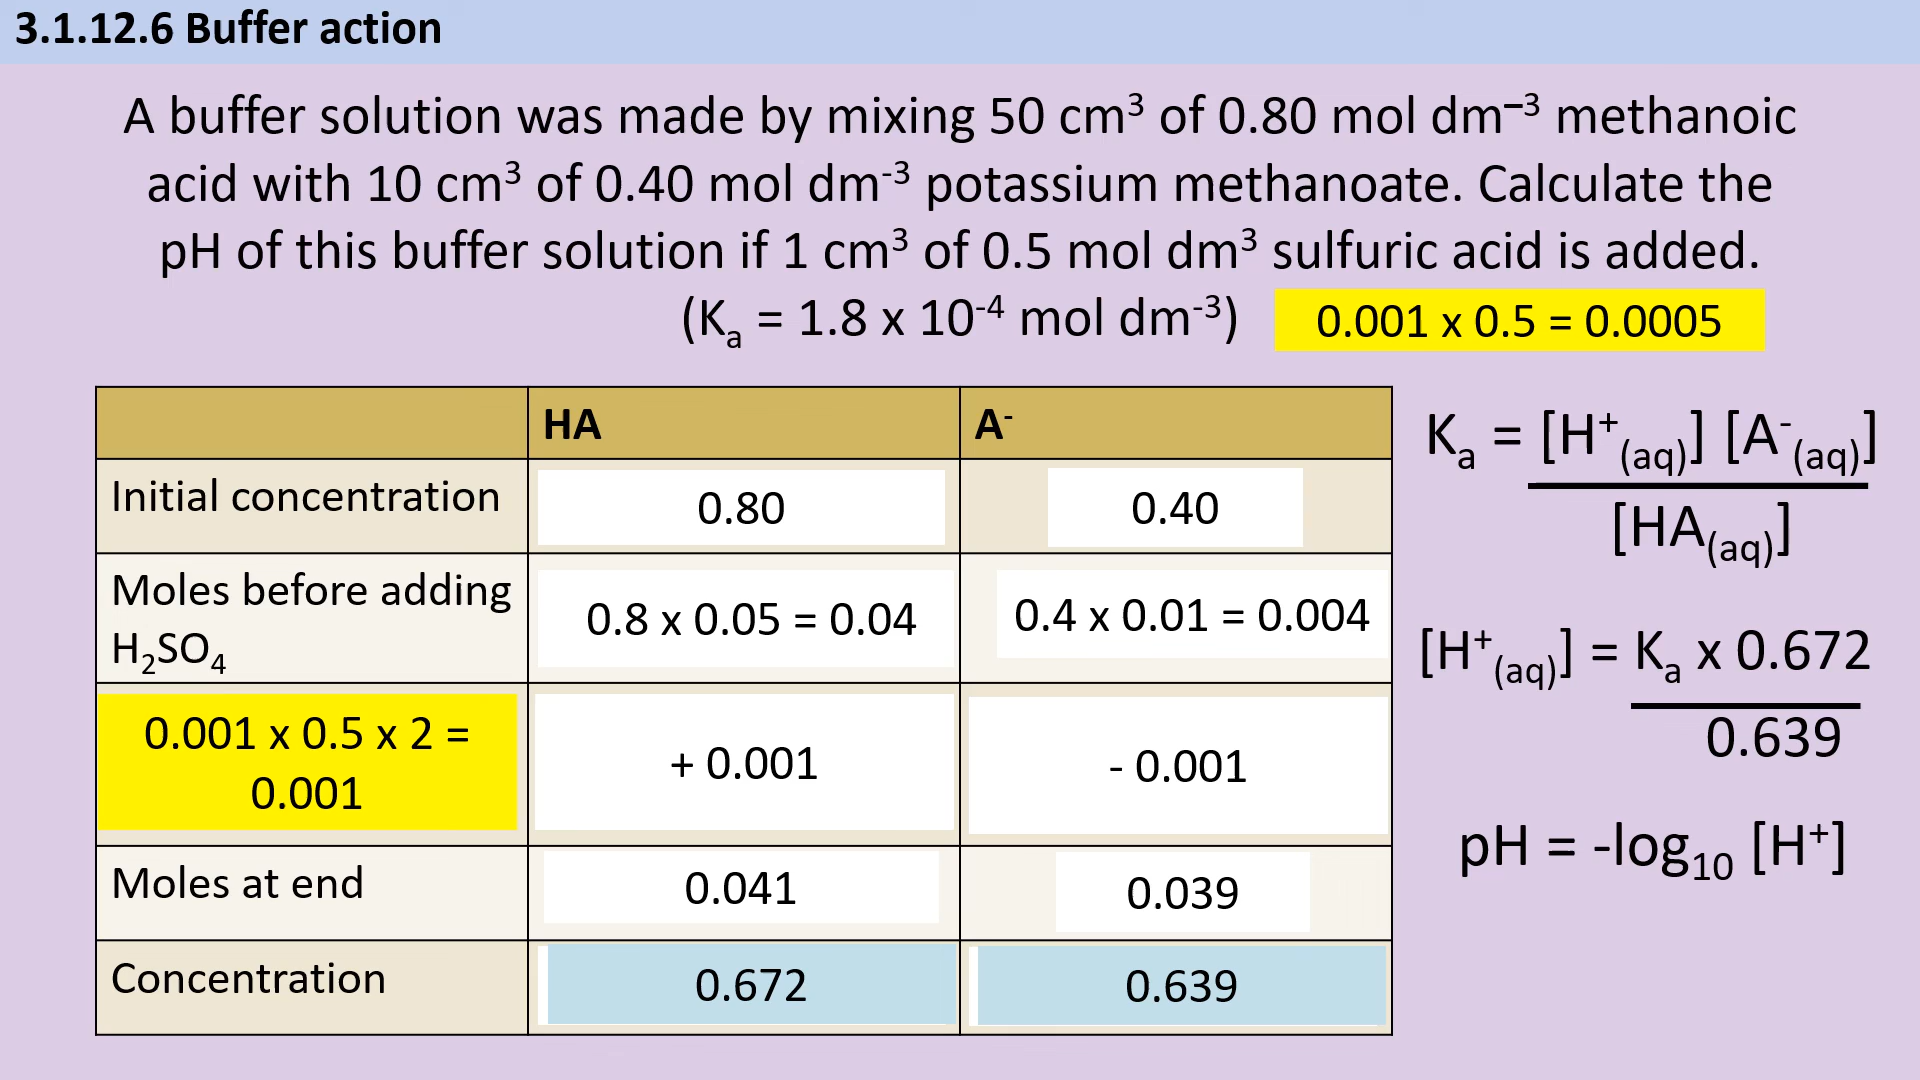 3.1.12.6 Buffer action
A buffer solution was made by mixing 50 cm³ of 0.80 mol dm⁻³ methanoic
acid with 10 cm³ of 0.40 mol dm⁻³ potassium methanoate. Calculate the
pH of this buffer solution if 1 cm³ of 0.5 mol dm³ sulfuric acid is added.
(Kₐ = 1.8 x 10⁻⁴ mol dm⁻³)
0.001 x 0.5 = 0.0005
HA
A⁻
Initial concentration
0.80
0.40
Moles before adding
H₂SO₄
0.8 x 0.05 = 0.04
0.4 x 0.01 = 0.004
0.001 x 0.5 x 2 =
0.001
+ 0.001
- 0.001
Moles at end
0.041
0.039
Concentration
0.672
0.639
Kₐ = [H⁺(aq)] [A⁻(aq)]
[HA(aq)]
[H⁺(aq)] = Kₐ x 0.672
0.639
pH = -log₁₀ [H⁺]